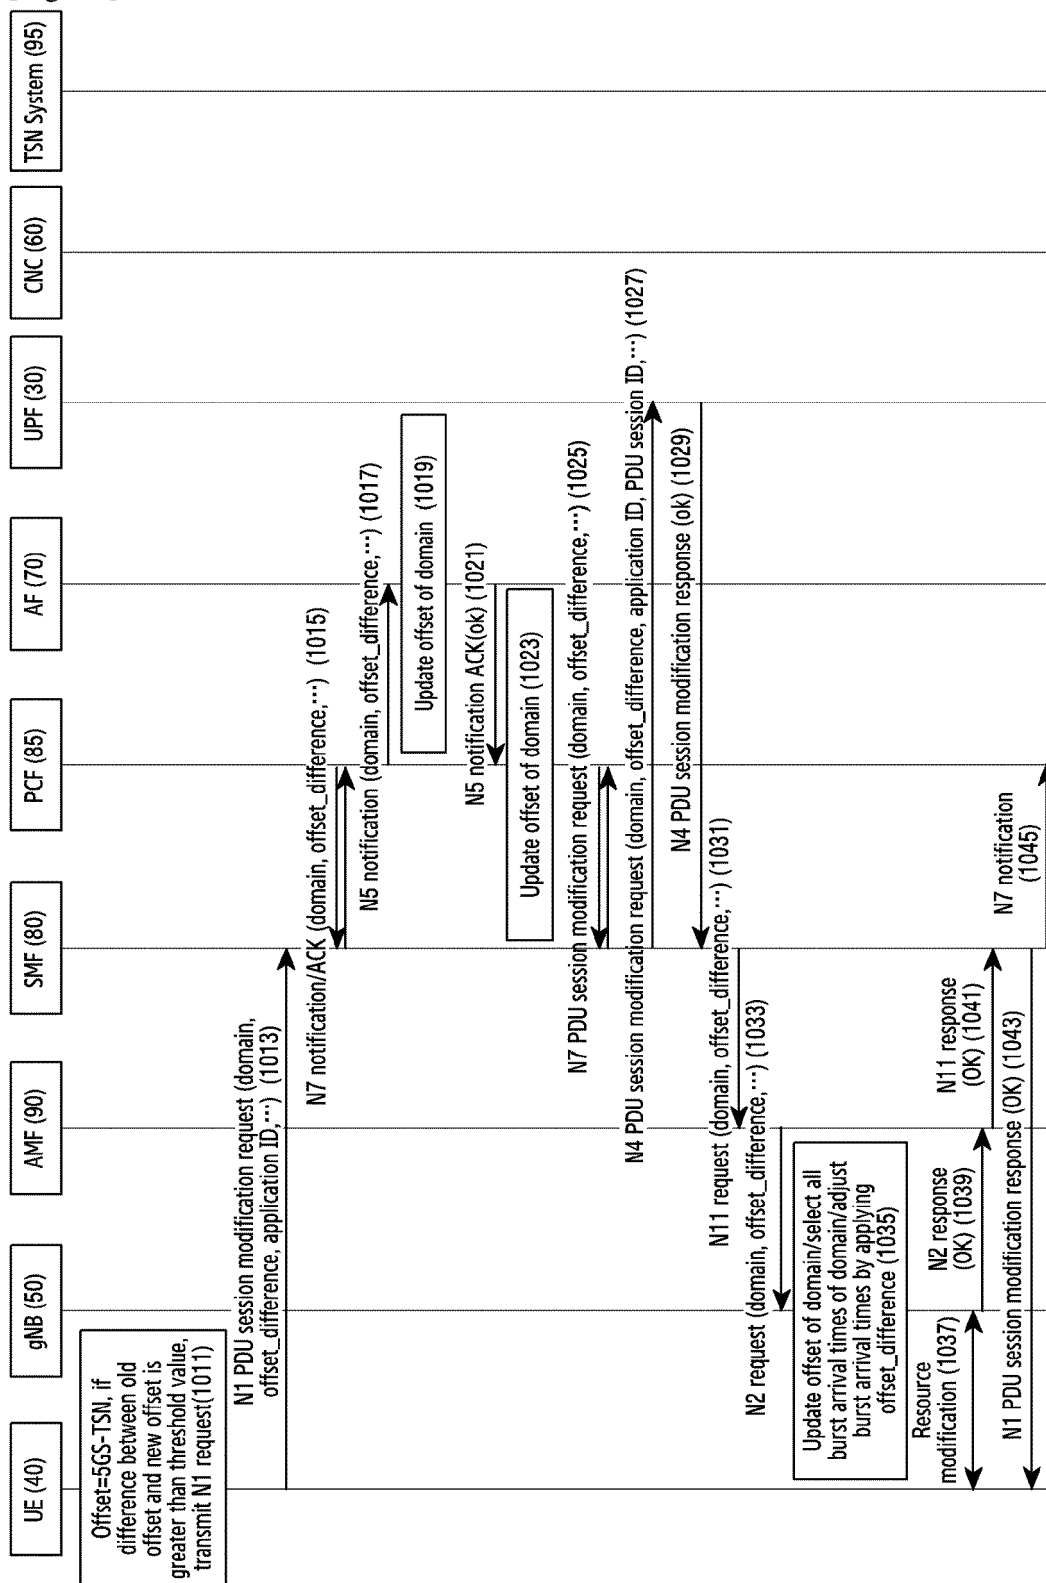 UE (40)
gNB (50)
AMF (90)
SMF (80)
PCF (85)
AF (70)
UPF (30)
CNC (60)
TSN System (95)
Offset=5GS-TSN, if
difference between old
offset and new offset is
greater than threshold value,
transmit N1 request(1011)
N1 PDU session modification request (domain,
offset_difference, application ID,···) (1013)
N7 notification/ACK (domain, offset_difference,···) (1015)
N5 notification (domain, offset_difference,···) (1017)
Update offset of domain (1019)
N5 notification ACK(ok) (1021)
Update offset of domain (1023)
N7 PDU session modification request (domain, offset_difference,···) (1025)
N4 PDU session modification request (domain, offset_difference, application ID, PDU session ID,···) (1027)
N4 PDU session modification response (ok) (1029)
N11 request (domain, offset_difference,···) (1031)
N2 request (domain, offset_difference,···) (1033)
Update offset of domain/select all
burst arrival times of domain/adjust
burst arrival times by applying
offset_difference (1035)
Resource
modification (1037)
N2 response
(OK) (1039)
N11 response
(OK) (1041)
N1 PDU session modification response (OK) (1043)
N7 notification
(1045)